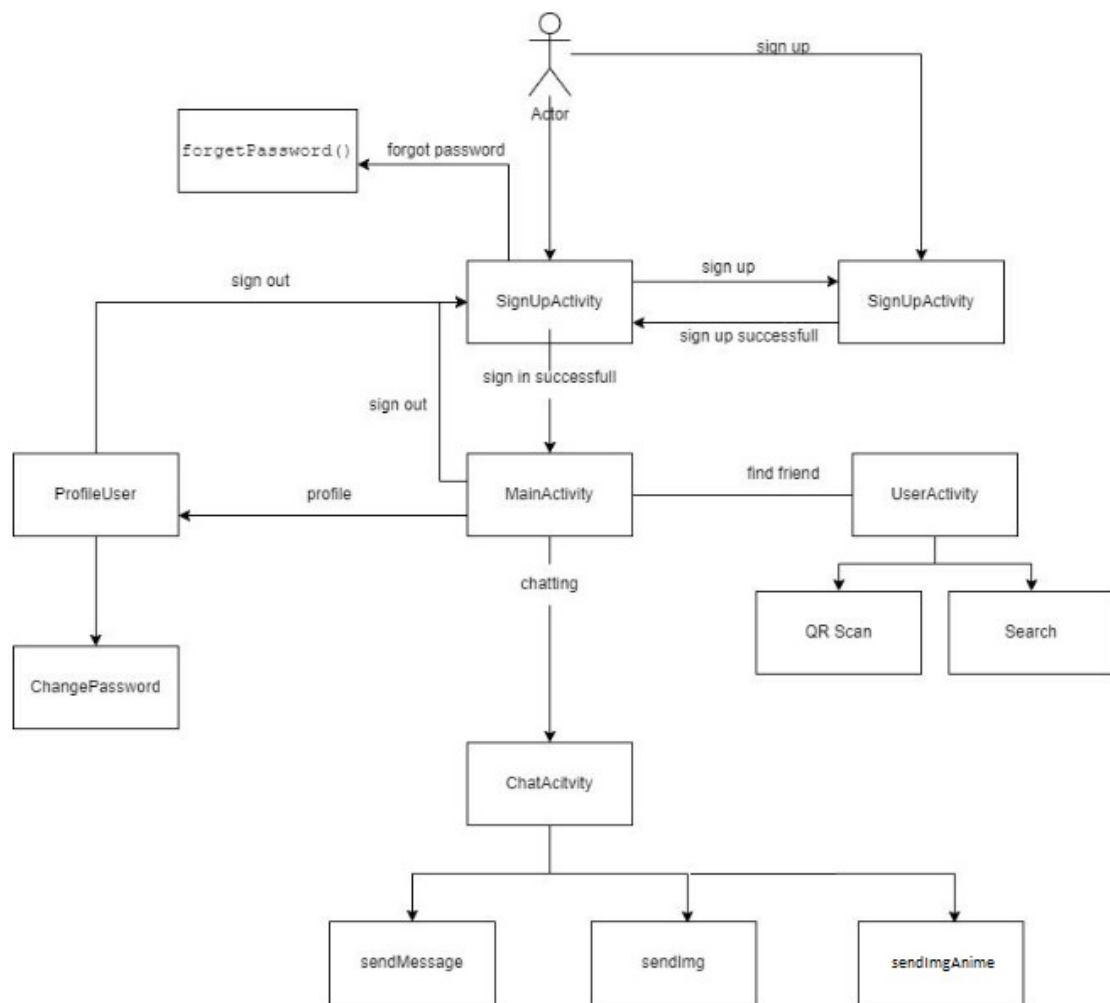 sign up
Actor
forgetPassword()
forgot password
sign out
SignUpActivity
sign up
SignUpActivity
sign up successfull
sign in successfull
sign out
ProfileUser
profile
MainActivity
find friend
UserActivity
chatting
QR Scan
Search
ChangePassword
ChatAcitvity
sendMessage
sendImg
sendImgAnime